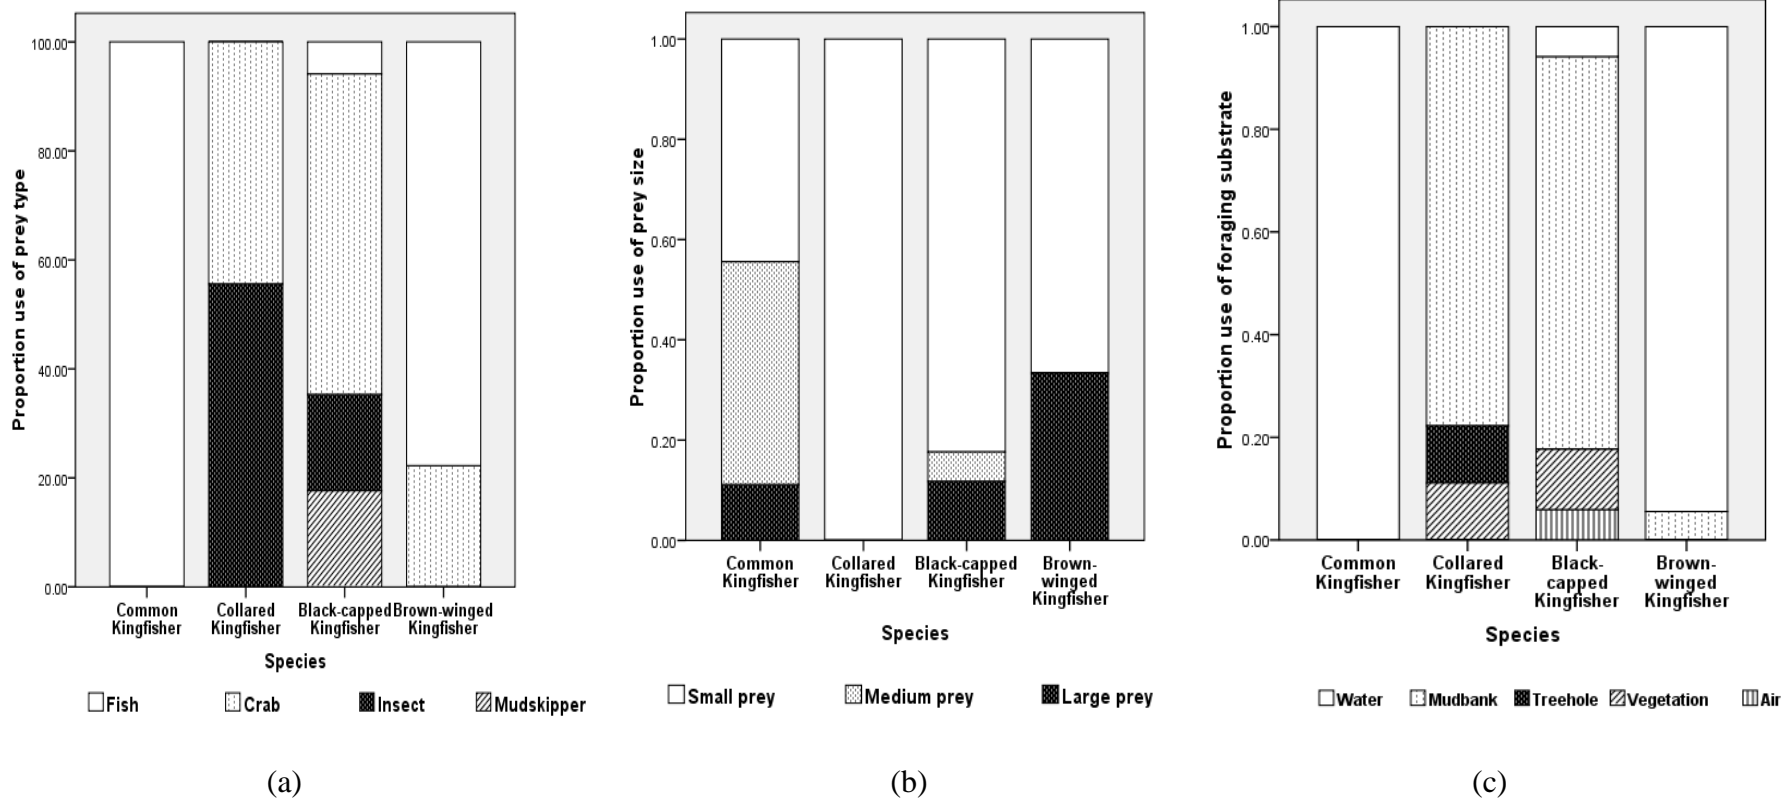 Proportion use of prey type
100.00
80.00
60.00
40.00
20.00
0.00
Common Kingfisher
Collared Kingfisher
Black-capped Kingfisher
Brown-winged Kingfisher
Species
Fish Crab Insect Mudskipper
(a)
Proportion use of prey size
1.00
0.80
0.60
0.40
0.20
0.00
Common Kingfisher
Collared Kingfisher
Black-capped Kingfisher
Brown-winged Kingfisher
Species
Small prey Medium prey Large prey
(b)
Proportion use of foraging substrate
1.00
0.80
0.60
0.40
0.20
0.00
Common Kingfisher
Collared Kingfisher
Black-capped Kingfisher
Brown-winged Kingfisher
Species
Water Mudbank Treehole Vegetation Air
(c)